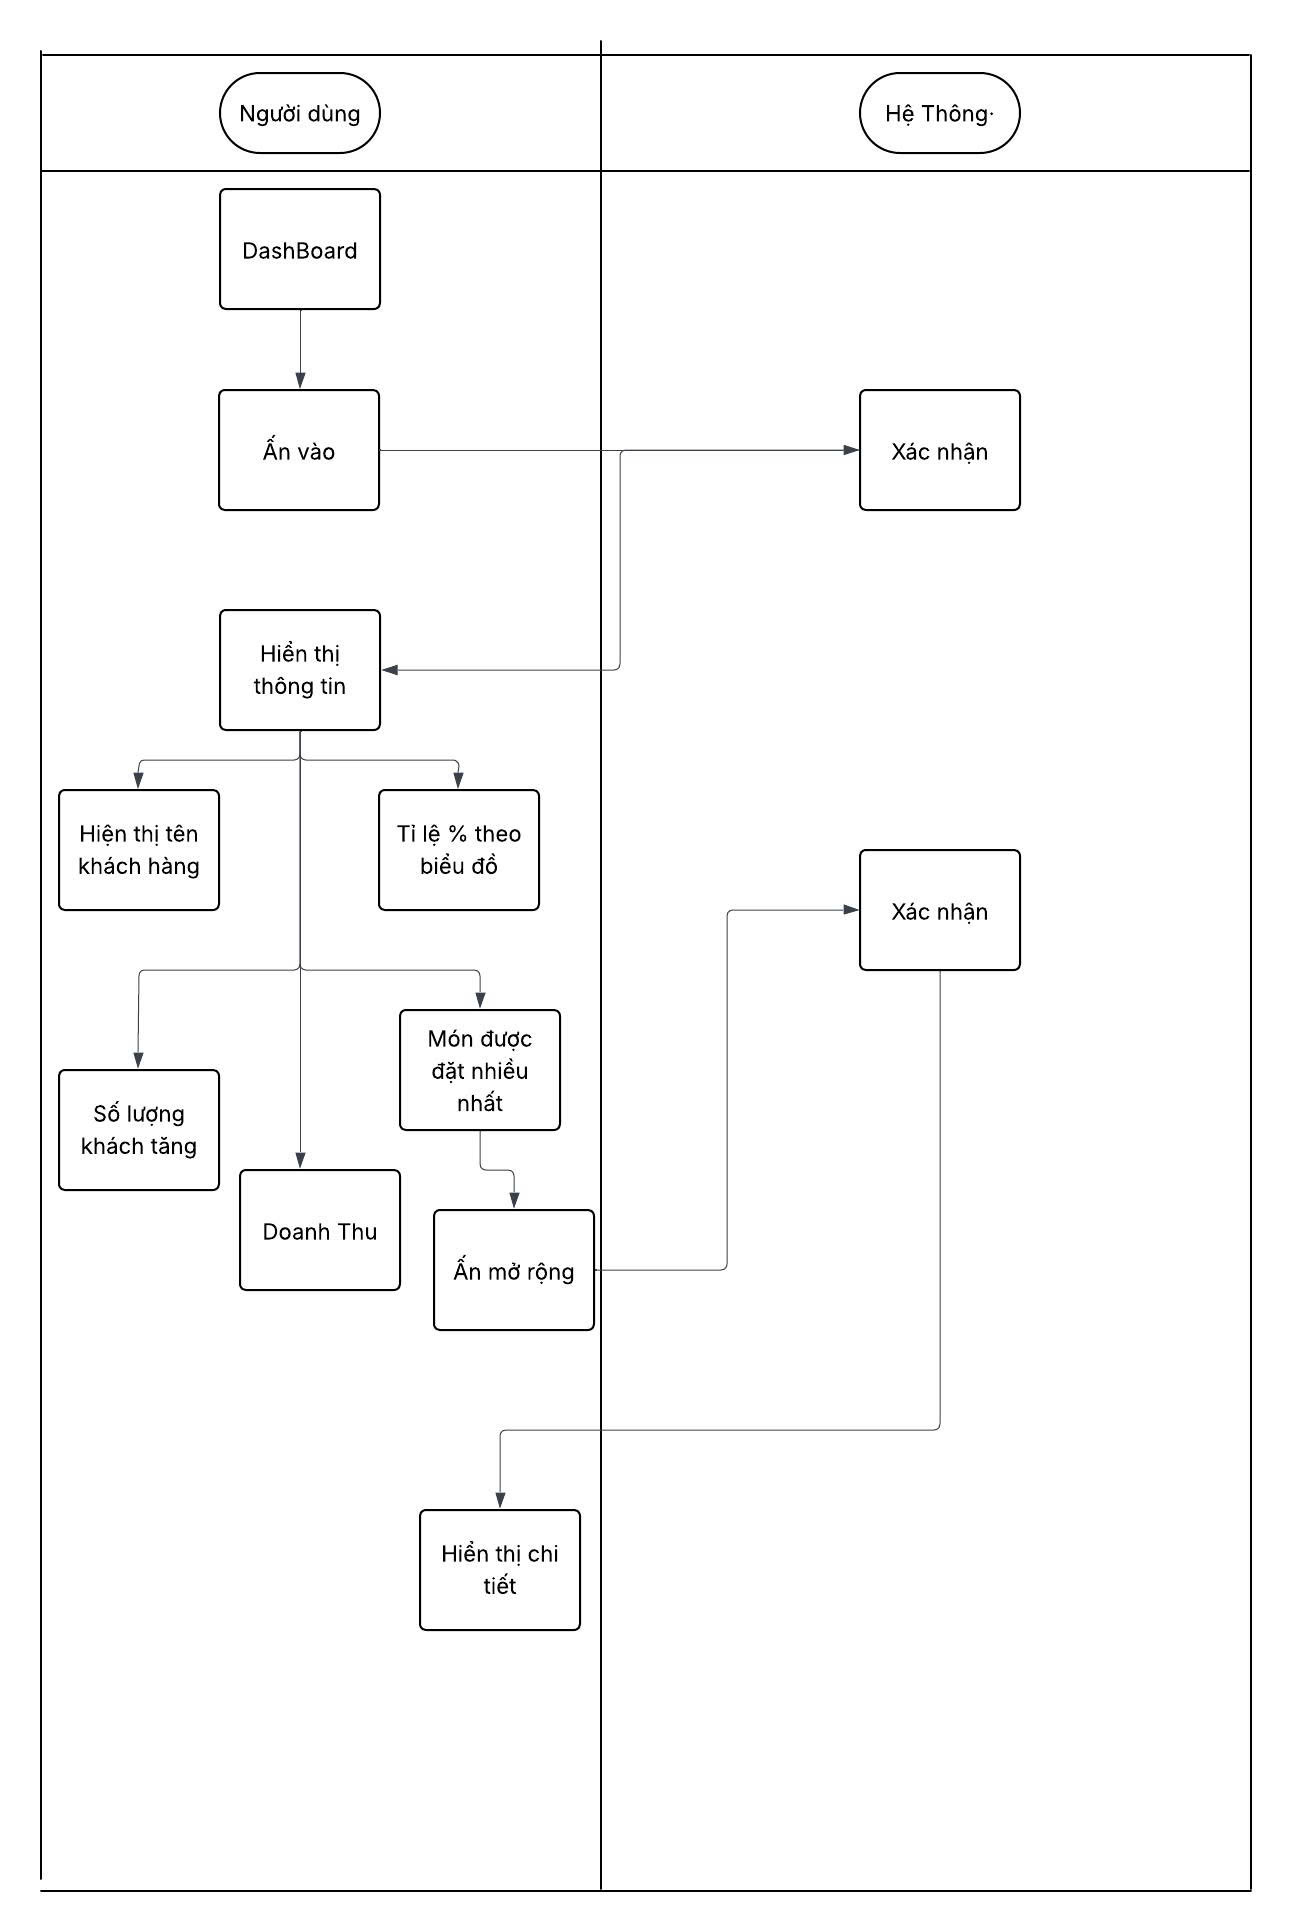 Người dùng
Hệ Thông·
DashBoard
Ấn vào
Xác nhận
Hiển thị
thông tin
Hiện thị tên
khách hàng
Tỉ lệ % theo
biểu đồ
Xác nhận
Món được
đặt nhiều
nhất
Số lượng
khách tăng
Doanh Thu
Ấn mở rộng
Hiển thị chi
tiết